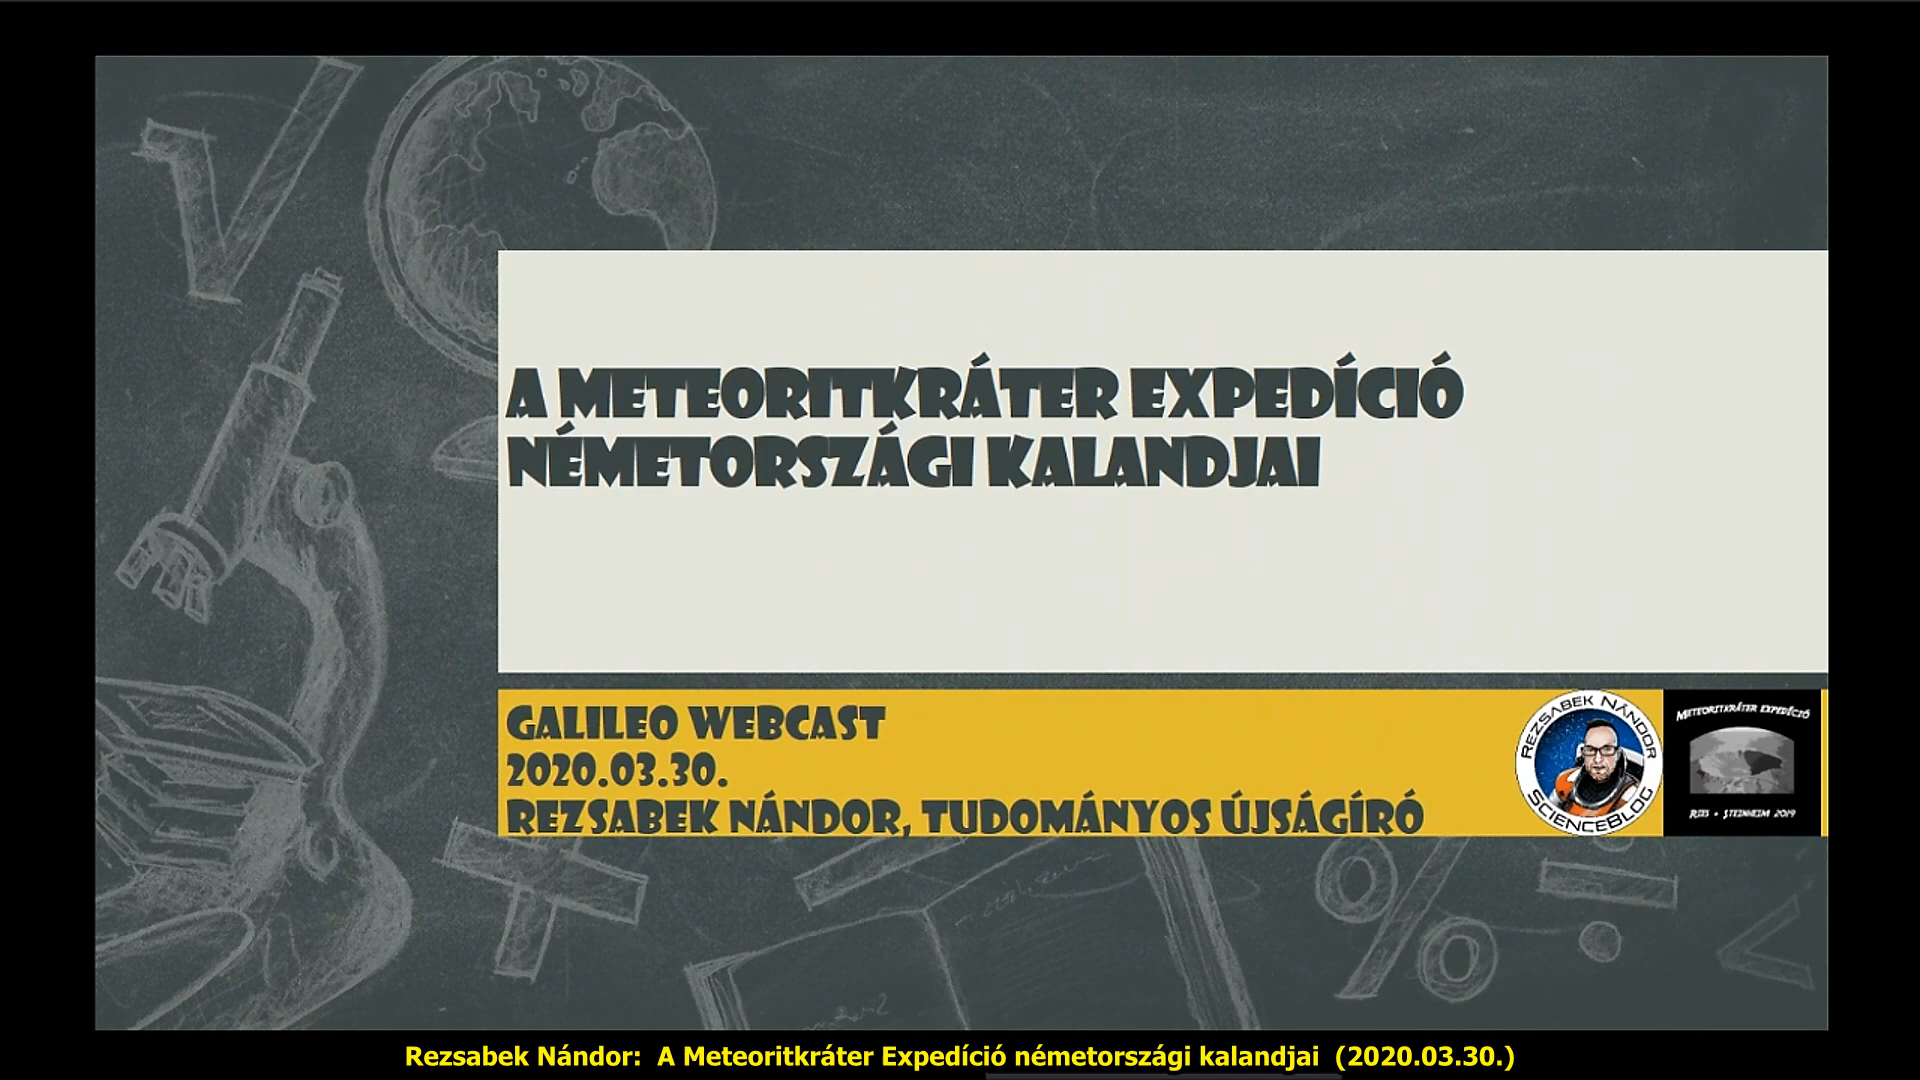 A METEORITKRÁTER EXPEDÍCIÓ
NÉMETORSZÁGI KALANDJAI
GALILEO WEBCAST
2020.03.30.
REZSABEK NÁNDOR, TUDOMÁNYOS ÚJSÁGÍRÓ
REZSABEK NÁNDOR
SCIENCEBLOG
METEORITKRÁTER EXPEDÍCIÓ
RIES + STEINHEIM 2019
Rezsabek Nándor: A Meteoritkráter Expedíció németországi kalandjai (2020.03.30.)